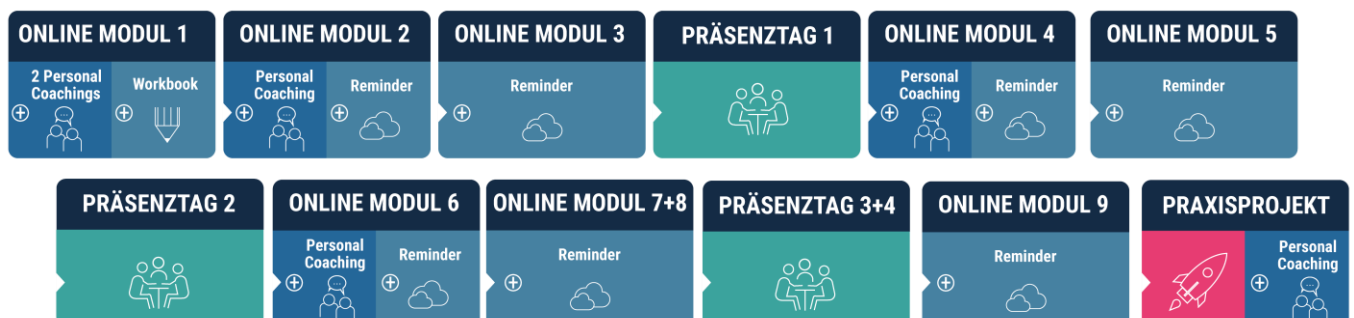 ONLINE MODUL 1
2 Personal
Coachings
Workbook
ONLINE MODUL 2
Personal
Coaching
Reminder
ONLINE MODUL 3
Reminder
PRÄSENZTAG 1
ONLINE MODUL 4
Personal
Coaching
Reminder
ONLINE MODUL 5
Reminder
PRÄSENZTAG 2
ONLINE MODUL 6
Personal
Coaching
Reminder
ONLINE MODUL 7+8
Reminder
PRÄSENZTAG 3+4
ONLINE MODUL 9
Reminder
PRAXISPROJEKT
Personal
Coaching